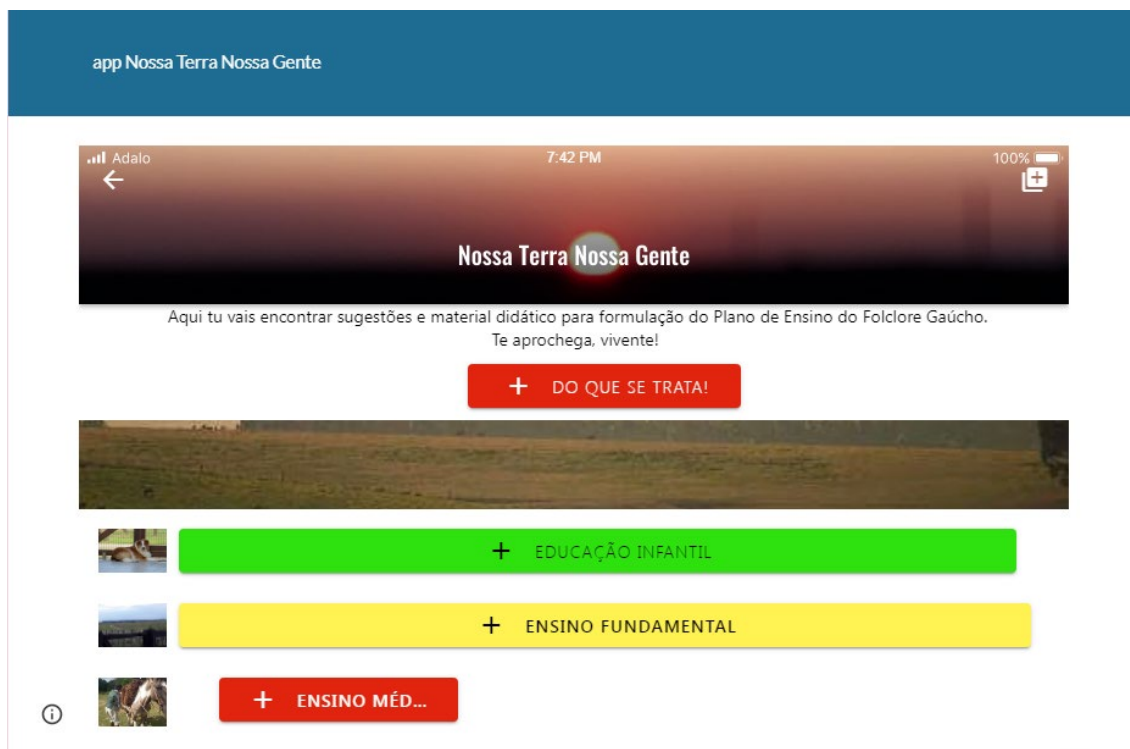 app Nossa Terra Nossa Gente
Adalo 7:42 PM 100%
Nossa Terra Nossa Gente
Aqui tu vais encontrar sugestões e material didático para formulação do Plano de Ensino do Folclore Gaúcho.
Te aprochega, vivente!
+ DO QUE SE TRATA!
+ EDUCAÇÃO INFANTIL
+ ENSINO FUNDAMENTAL
+ ENSINO MÉD...